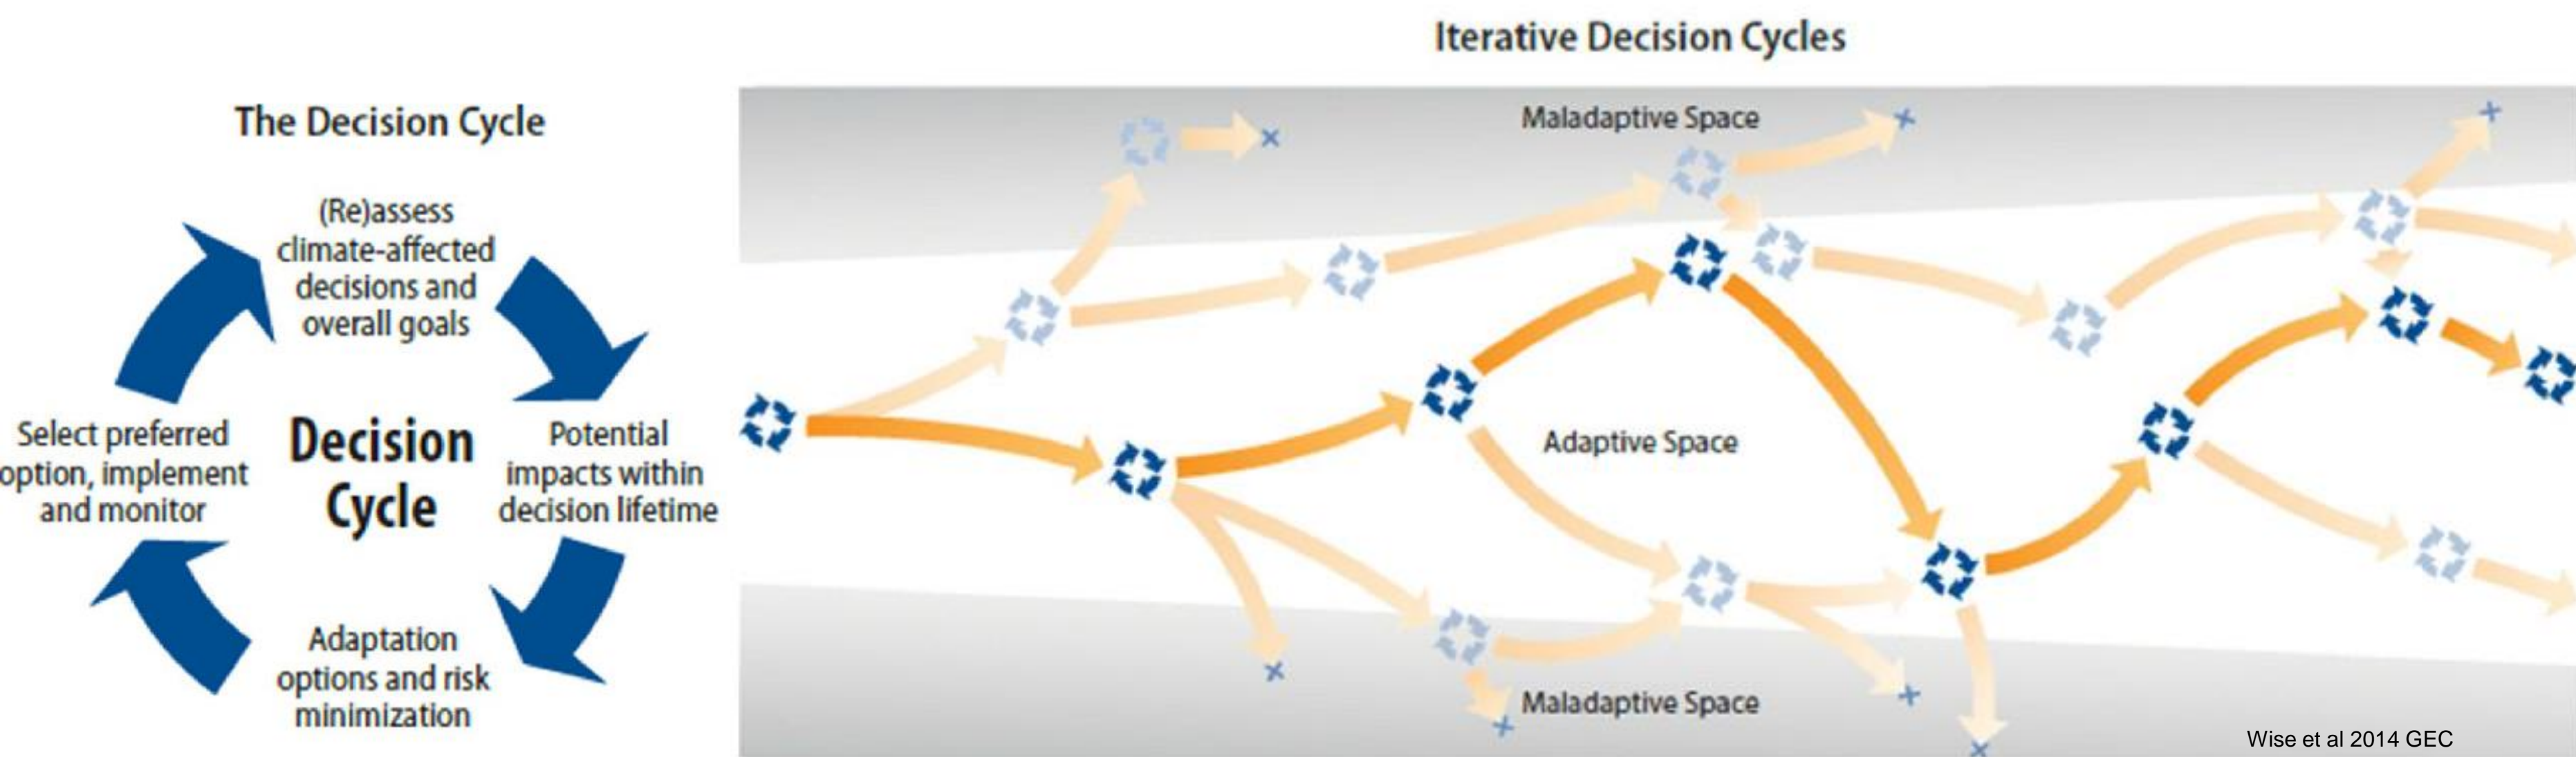 Iterative Decision Cycles
The Decision Cycle
(Re)assess
climate-affected
decisions and
overall goals
Select preferred
option, implement
and monitor
Decision
Cycle
Potential
impacts within
decision lifetime
Adaptation
options and risk
minimization
Maladaptive Space
Adaptive Space
Maladaptive Space
Wise et al 2014 GEC